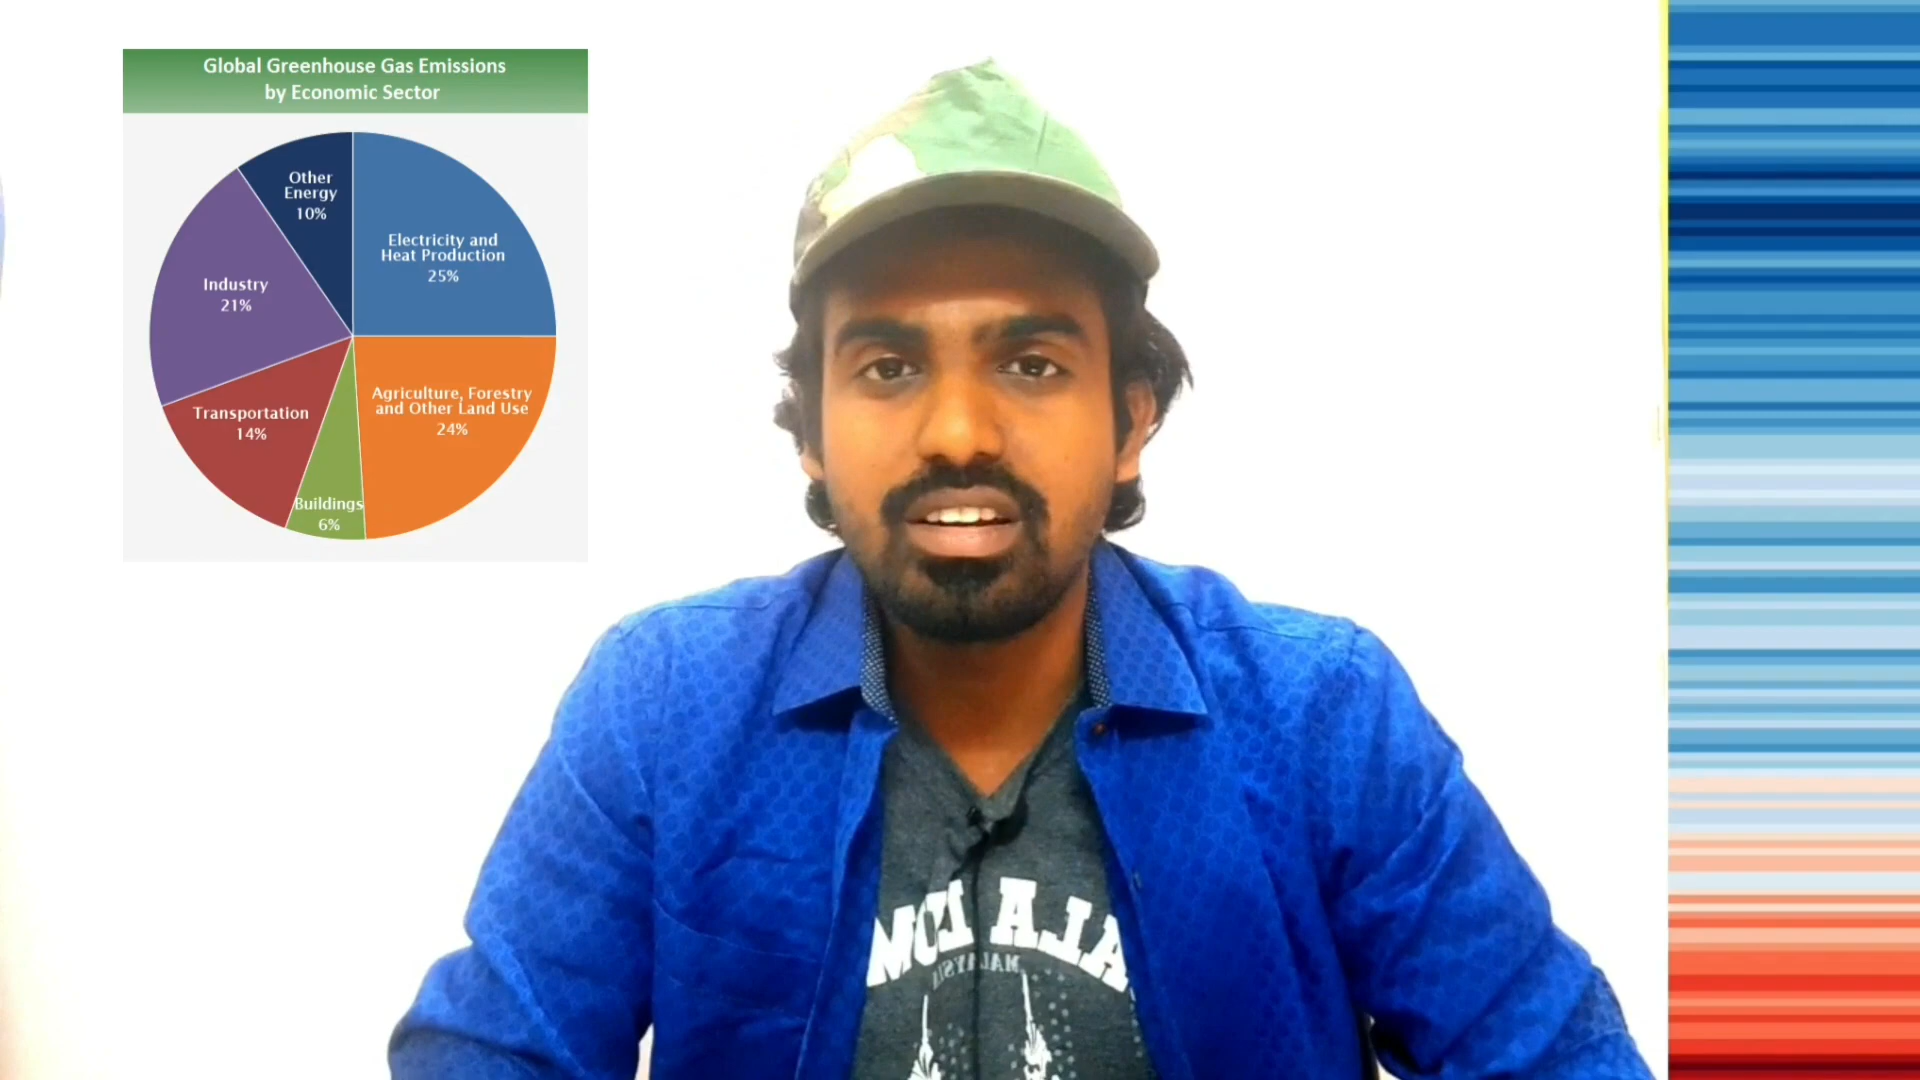 Global Greenhouse Gas Emissions
by Economic Sector
Other
Energy
10%
Electricity and
Heat Production
25%
Industry
21%
Agriculture, Forestry
and Other Land Use
24%
Transportation
14%
Buildings
6%
MALAYSIA